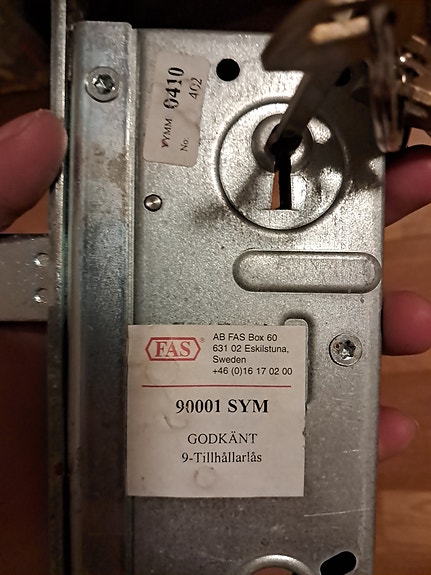 YYMM 0410
No 402
FAS®
AB FAS Box 60
631 02 Eskilstuna,
Sweden
+46 (0)16 17 02 00
90001 SYM
GODKÄNT
9-Tillhållarlås